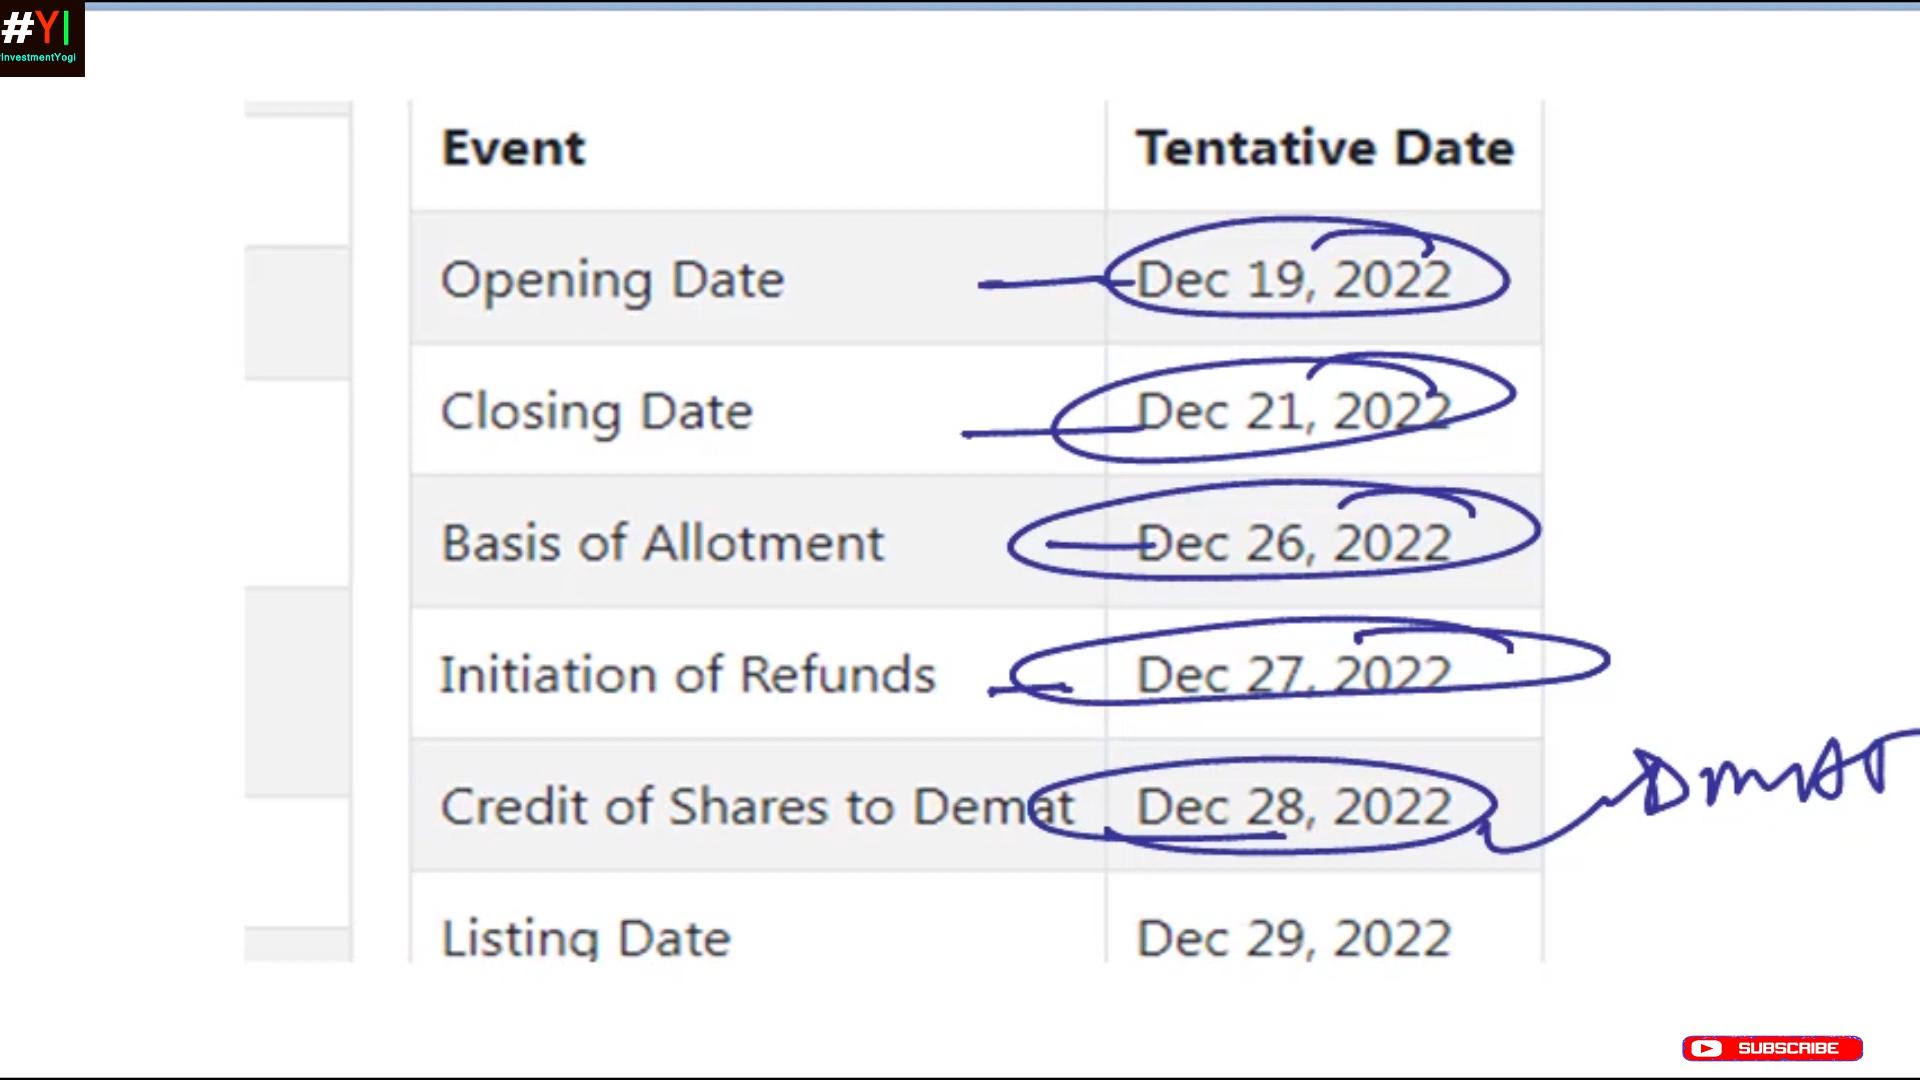 #YI
InvestmentYogi
Event Tentative Date
Opening Date Dec 19, 2022
Closing Date Dec 21, 2022
Basis of Allotment Dec 26, 2022
Initiation of Refunds Dec 27, 2022
Credit of Shares to Demat Dec 28, 2022
DmAT
Listing Date Dec 29, 2022
SUBSCRIBE